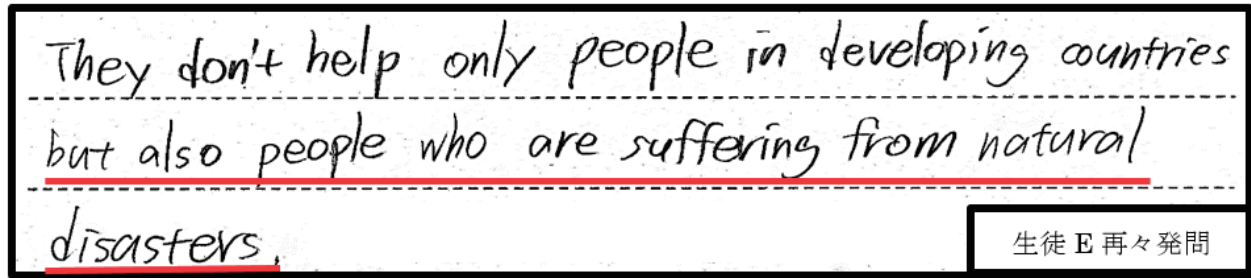 They don't help only people in developing countries
but also people who are suffering from natural
disasters.
生徒 E 再々発問